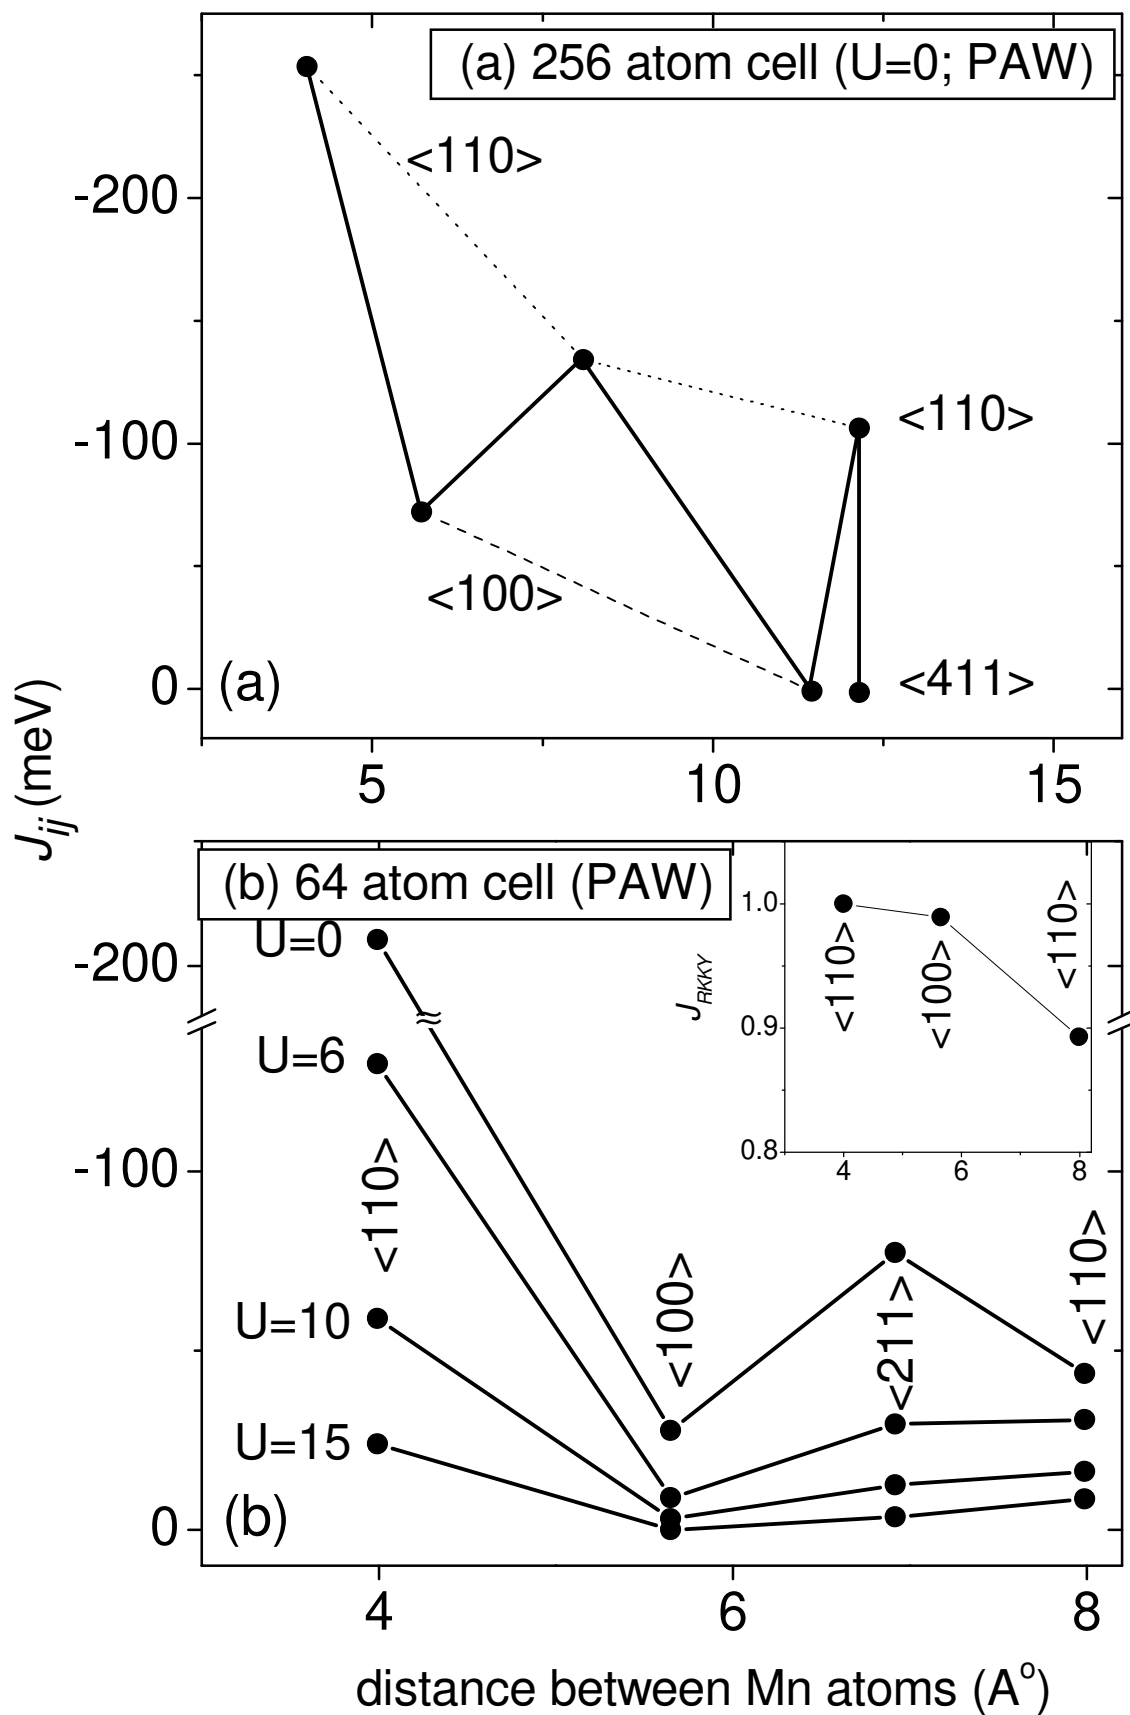 (a) 256 atom cell (U=0; PAW)
<110>
-200
-100
<110>
<100>
0
(a)
<411>
5
10
15
J_ij (meV)
(b) 64 atom cell (PAW)
U=0
-200
U=6
-100
<110>
U=10
U=15
0
(b)
<100>
<211>
<110>
1.0
0.9
0.8
J_RKKY
<110>
<100>
<110>
4
6
8
4
6
8
distance between Mn atoms (A°)